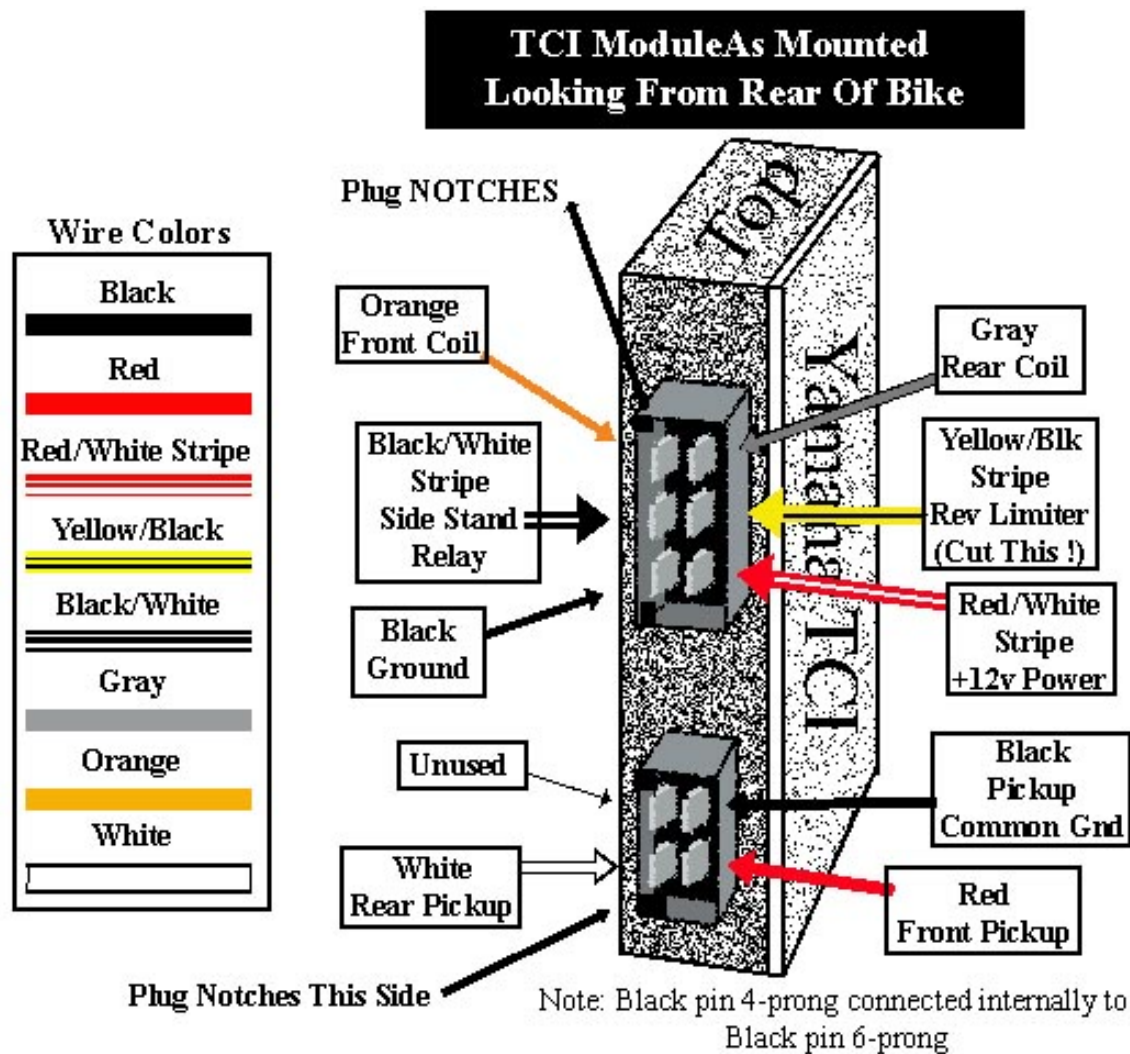 TCI ModuleAs Mounted
Looking From Rear Of Bike
Plug NOTCHES
Top
Yamaha TCI
Wire Colors
Black
Red
Red/White Stripe
Yellow/Black
Black/White
Gray
Orange
White
Orange
Front Coil
Black/White
Stripe
Side Stand
Relay
Black
Ground
Unused
White
Rear Pickup
Plug Notches This Side
Gray
Rear Coil
Yellow/Blk
Stripe
Rev Limiter
(Cut This !)
Red/White
Stripe
+12v Power
Black
Pickup
Common Gnd
Red
Front Pickup
Note: Black pin 4-prong connected internally to
Black pin 6-prong